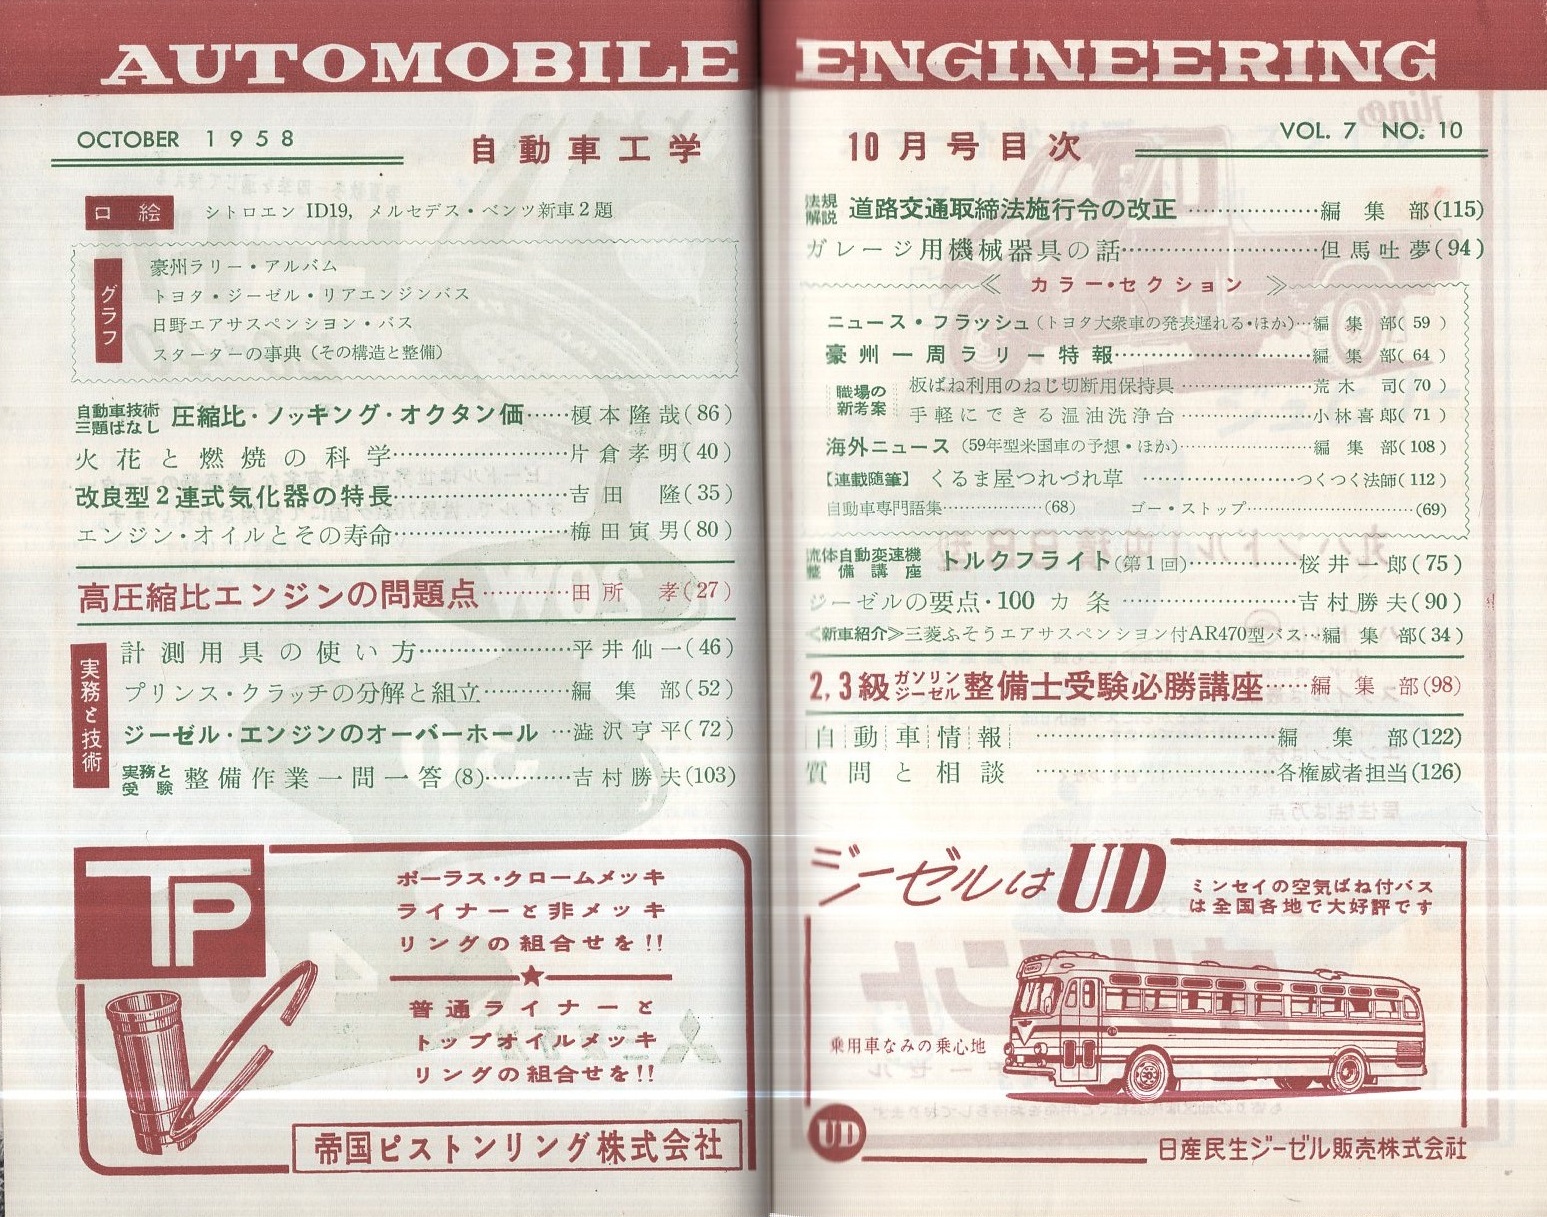 AUTOMOBILE ENGINEERING
OCTOBER 1958
自動車工学
口絵 シトロエン ID19, メルセデス・ベンツ新車2題
グラフ
豪州ラリー・アルバム
トヨタ・ジーゼル・リアエンジンバス
日野エアサスペンシヨン・バス
スターターの事典(その構造と整備)
自動車技術三題ばなし 圧縮比・ノッキング・オクタン価……榎本隆哉(86)
火花と燃焼の科学……片倉孝明(40)
改良型2連式気化器の特長……吉田 隆(35)
エンジン・オイルとその寿命……梅田寅男(80)
高圧縮比エンジンの問題点……田所 孝(27)
実務と技術
計測用具の使い方……平井仙一(46)
プリンス・クラッチの分解と組立……編集部(52)
ジーゼル・エンジンのオーバーホール…澁沢亨平(72)
実務と受験 整備作業一問一答(8)……吉村勝夫(103)
TP
ポーラス・クロームメッキ
ライナーと非メッキ
リングの組合せを!!
普通ライナーと
トップオイルメッキ
リングの組合せを!!
帝国ピストンリング株式会社
10月号目次
VOL. 7 NO. 10
法規解説 道路交通取締法施行令の改正……編集部(115)
ガレージ用機械器具の話……但馬吐夢(94)
≪ カラー・セクション ≫
ニュース・フラッシュ(トヨタ大衆車の発表遅れる・ほか)…編集部(59)
豪州一周ラリー特報……編集部(64)
職場の新考案
板ばね利用のねじ切断用保持具……荒木 司(70)
手軽にできる温油洗浄台……小林喜郎(71)
海外ニュース(59年型米国車の予想・ほか)……編集部(108)
【連載随筆】くるま屋つれづれ草……つくつく法師(112)
自動車専門語集……(68) ゴー・ストップ……(69)
流体自動変速機整備講座 トルクフライト(第1回)……桜井一郎(75)
ジーゼルの要点・100カ条……吉村勝夫(90)
≪新車紹介≫三菱ふそうエアサスペンション付AR470型バス…編集部(34)
2,3級ガソリンジーゼル整備士受験必勝講座……編集部(98)
自動車情報……編集部(122)
質問と相談……各権威者担当(126)
ジーゼルはUD
ミンセイの空気ばね付バス
は全国各地で大好評です
乗用車なみの乗心地
UD
日産民生ジーゼル販売株式会社